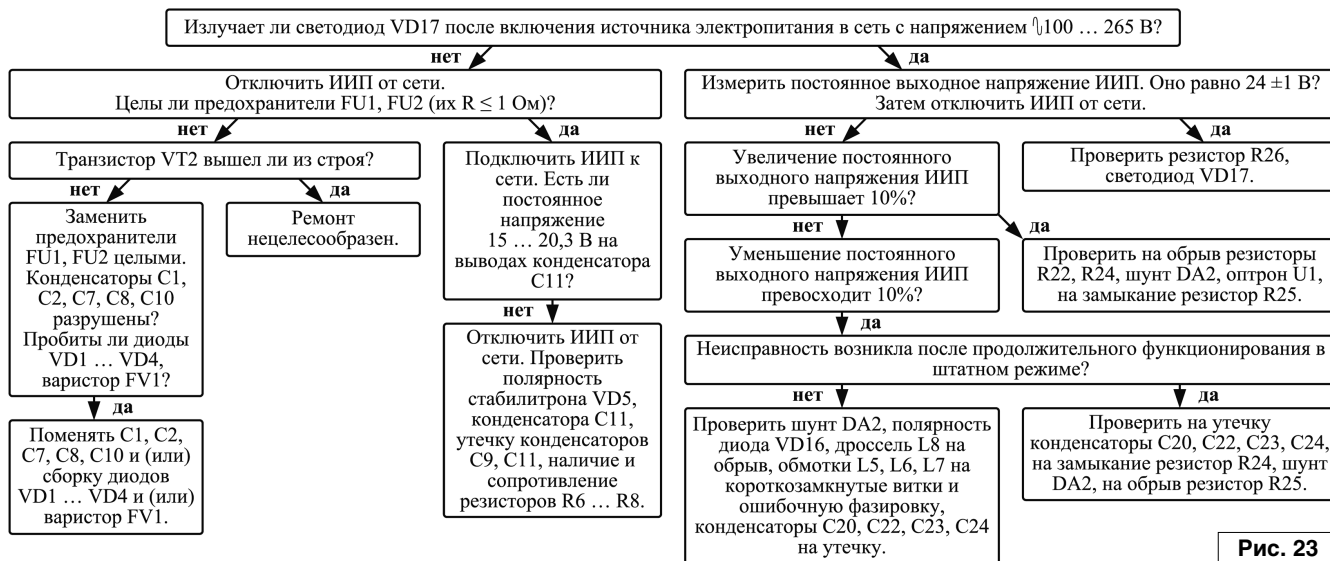 Излучает ли светодиод VD17 после включения источника электропитания в сеть с напряжением ∿100 … 265 В?
нет
да
Отключить ИИП от сети.
Целы ли предохранители FU1, FU2 (их R ≤ 1 Ом)?
Измерить постоянное выходное напряжение ИИП. Оно равно 24 ±1 В?
Затем отключить ИИП от сети.
нет
да
нет
да
Транзистор VT2 вышел ли из строя?
Подключить ИИП к
сети. Есть ли
постоянное
напряжение
15 … 20,3 В на
выводах конденсатора
C11?
Увеличение постоянного
выходного напряжения ИИП
превышает 10%?
Проверить резистор R26,
светодиод VD17.
нет
да
Заменить
предохранители
FU1, FU2 целыми.
Конденсаторы C1,
C2, C7, C8, C10
разрушены?
Пробиты ли диоды
VD1 … VD4,
варистор FV1?
Ремонт
нецелесообразен.
нет
да
Уменьшение постоянного
выходного напряжения ИИП
превосходит 10%?
Проверить на обрыв резисторы
R22, R24, шунт DA2, оптрон U1,
на замыкание резистор R25.
нет
да
Отключить ИИП от
сети. Проверить
полярность
стабилитрона VD5,
конденсатора C11,
утечку конденсаторов
C9, C11, наличие и
сопротивление
резисторов R6 … R8.
Неисправность возникла после продолжительного функционирования в
штатном режиме?
да
нет
да
Поменять C1, C2,
C7, C8, C10 и (или)
сборку диодов
VD1 … VD4 и (или)
варистор FV1.
Проверить шунт DA2, полярность
диода VD16, дроссель L8 на
обрыв, обмотки L5, L6, L7 на
короткозамкнутые витки и
ошибочную фазировку,
конденсаторы C20, C22, C23, C24
на утечку.
Проверить на утечку
конденсаторы C20, C22, C23, C24,
на замыкание резистор R24, шунт
DA2, на обрыв резистор R25.
Рис. 23